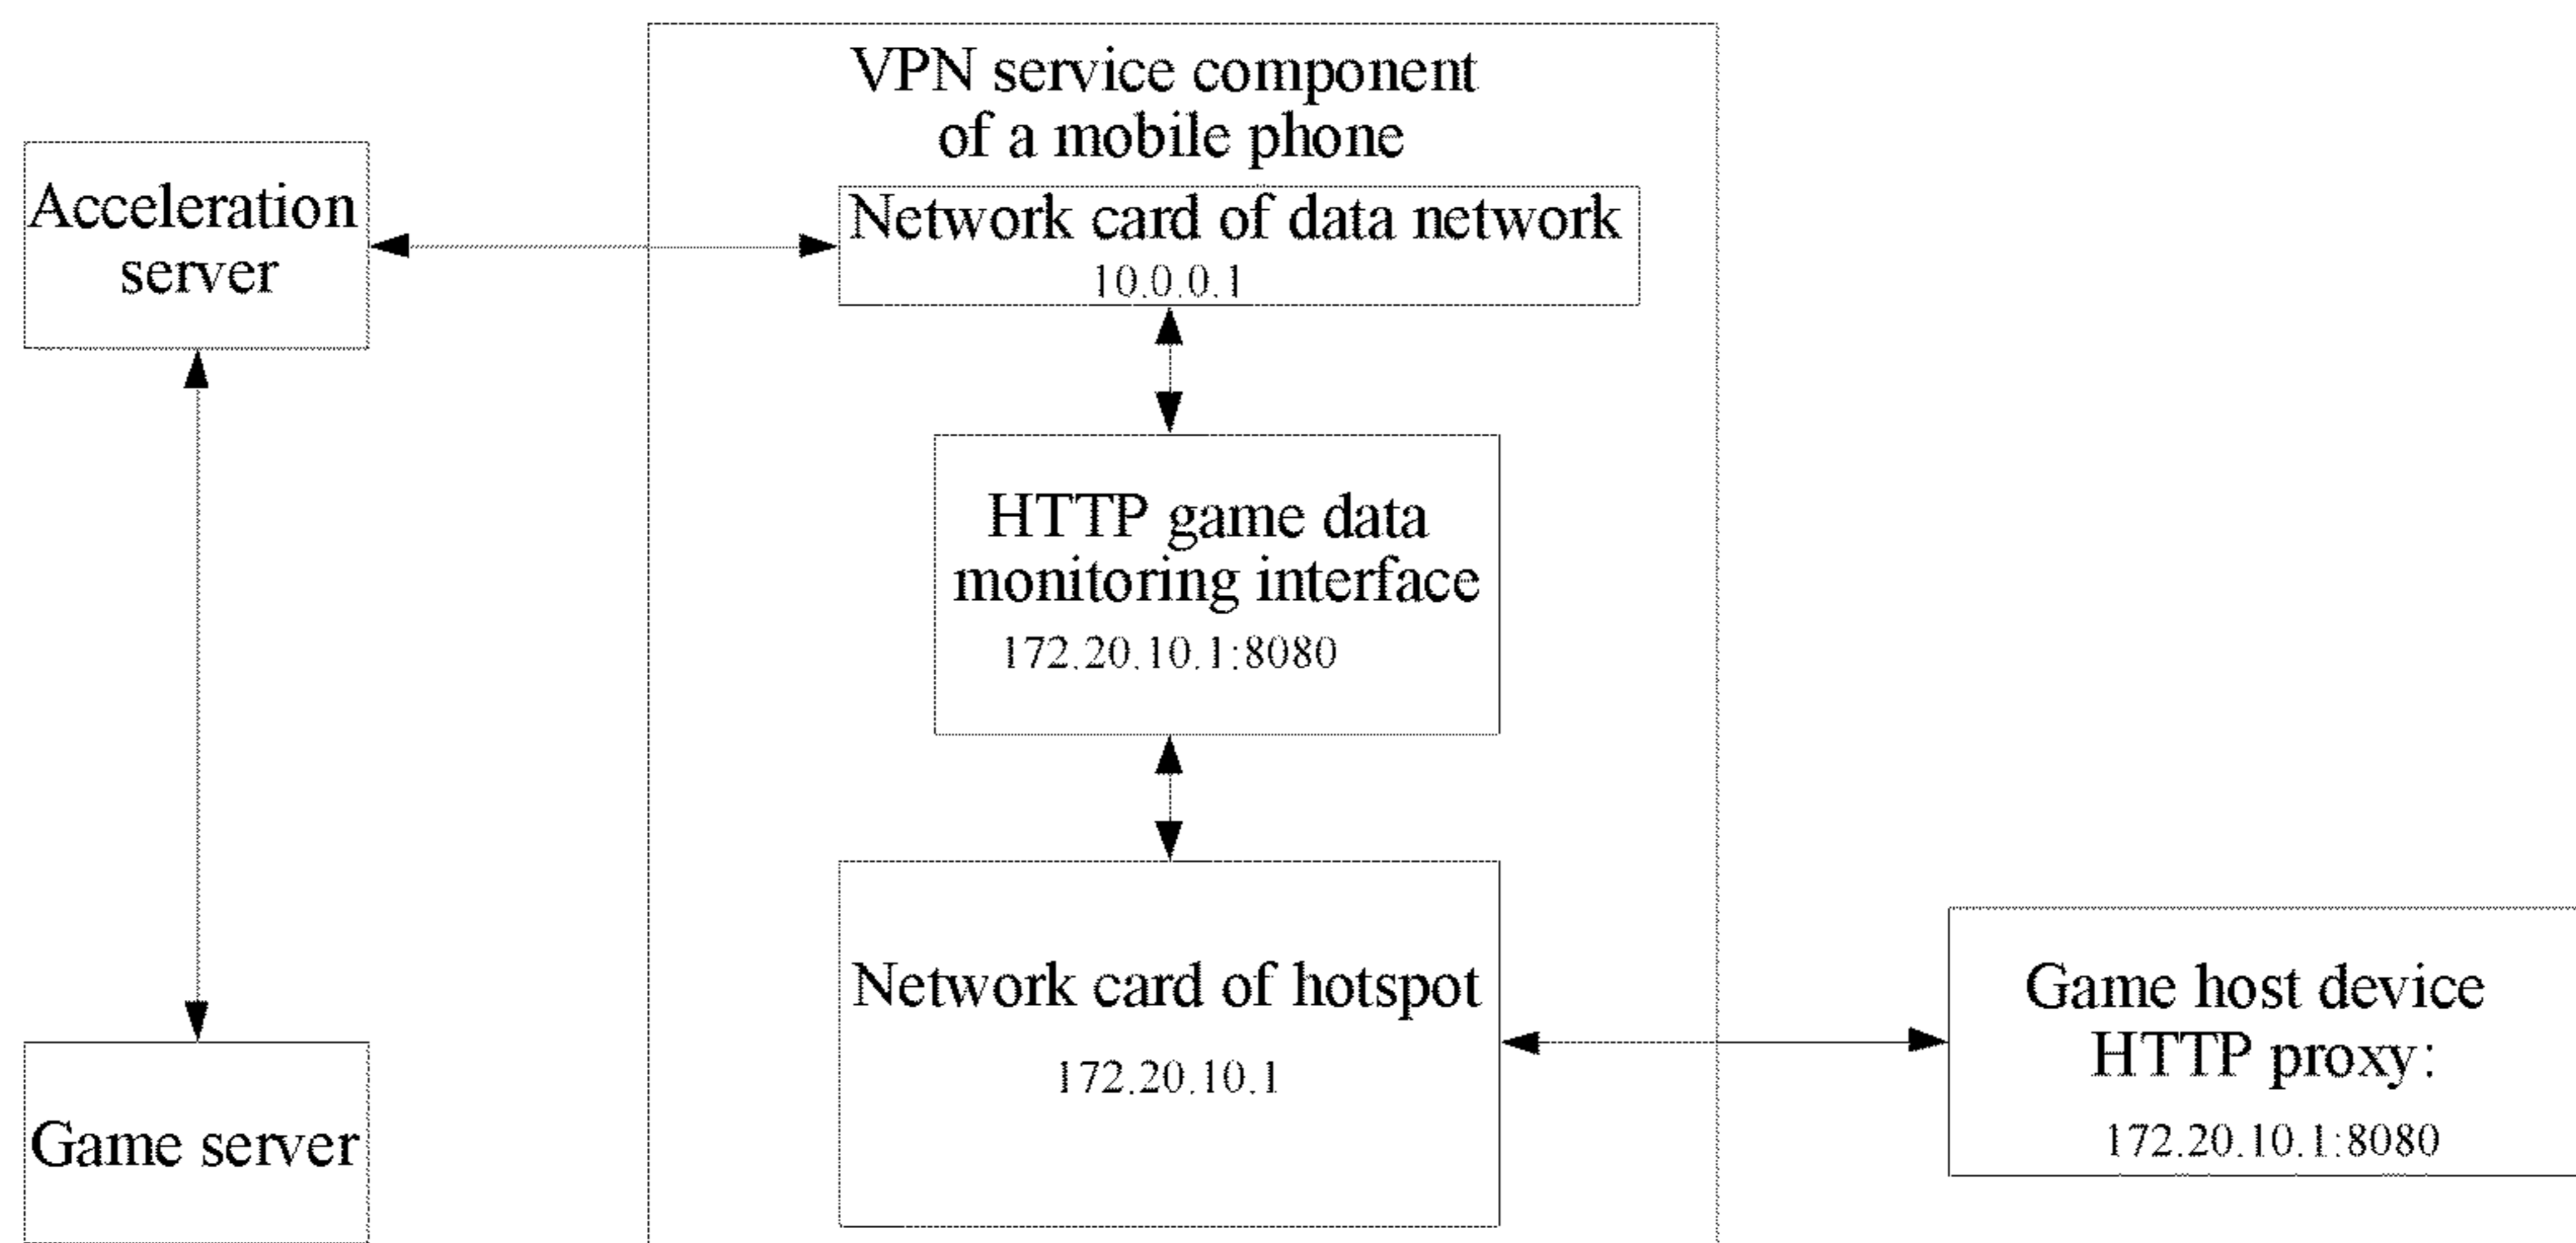 VPN service component
of a mobile phone
Acceleration
server
Network card of data network
10.0.0.1
HTTP game data
monitoring interface
172.20.10.1:8080
Network card of hotspot
172.20.10.1
Game host device
HTTP proxy:
172.20.10.1:8080
Game server